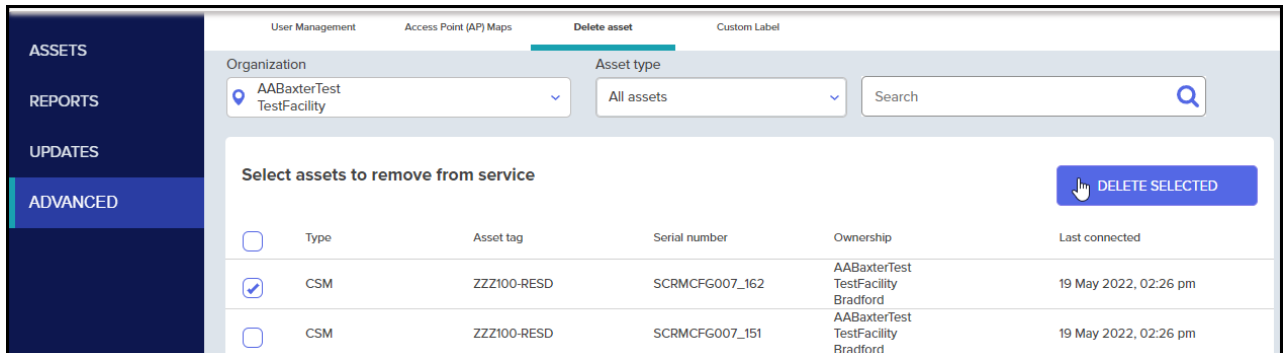 User Management Access Point (AP) Maps Delete asset Custom Label
ASSETS
REPORTS
UPDATES
ADVANCED
Organization
AABaxterTest
TestFacility
Asset type
All assets
Search
Select assets to remove from service
DELETE SELECTED
Type Asset tag Serial number Ownership Last connected
CSM ZZZ100-RESD SCRMCFG007_162 AABaxterTest
TestFacility
Bradford
19 May 2022, 02:26 pm
CSM ZZZ100-RESD SCRMCFG007_151 AABaxterTest
TestFacility
Bradford
19 May 2022, 02:26 pm